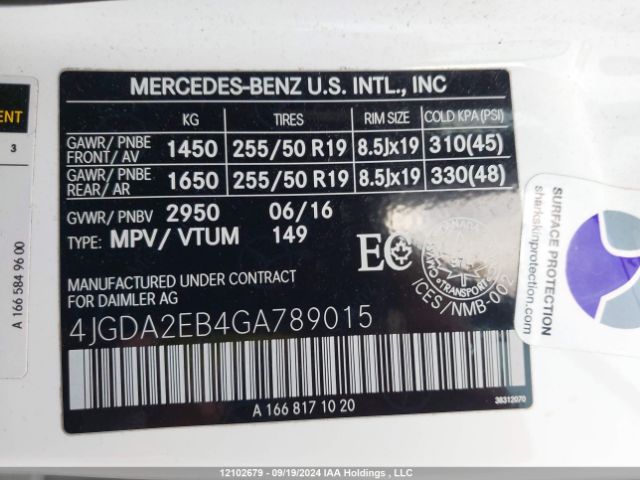 MERCEDES-BENZ U.S. INTL., INC
KG TIRES RIM SIZE COLD KPA (PSI)
GAWR/ PNBE FRONT/ AV 1450 255/50 R19 8.5Jx19 310(45)
GAWR/ PNBE REAR/ AR 1650 255/50 R19 8.5Jx19 330(48)
GVWR/ PNBV 2950 06/16
TYPE: MPV/ VTUM 149
MANUFACTURED UNDER CONTRACT
FOR DAIMLER AG
EC
CANADA
TRANSPORT
ICES/NMB-002
4JGDA2EB4GA789015
A 166 817 10 20
38312070
ENT
3
A 166 584 96 00
SURFACE PROTECTION
sharkskinprotection.com
12102679 - 09/19/2024 IAA Holdings , LLC